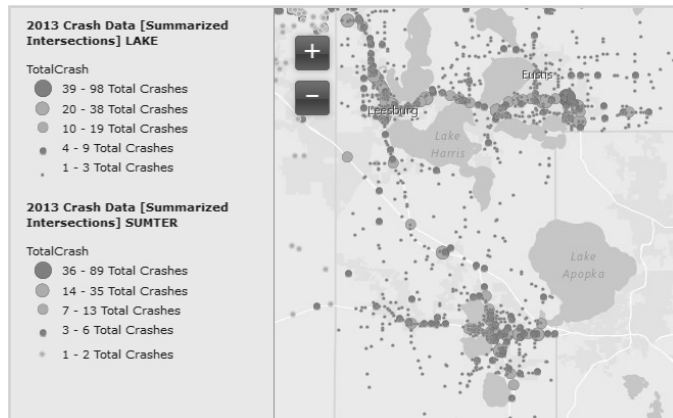 2013 Crash Data [Summarized
Intersections] LAKE
TotalCrash
39 - 98 Total Crashes
20 - 38 Total Crashes
10 - 19 Total Crashes
4 - 9 Total Crashes
1 - 3 Total Crashes
2013 Crash Data [Summarized
Intersections] SUMTER
TotalCrash
36 - 89 Total Crashes
14 - 35 Total Crashes
7 - 13 Total Crashes
3 - 6 Total Crashes
1 - 2 Total Crashes
+
−
Eustis
Leesburg
Lake
Harris
Lake
Apopka